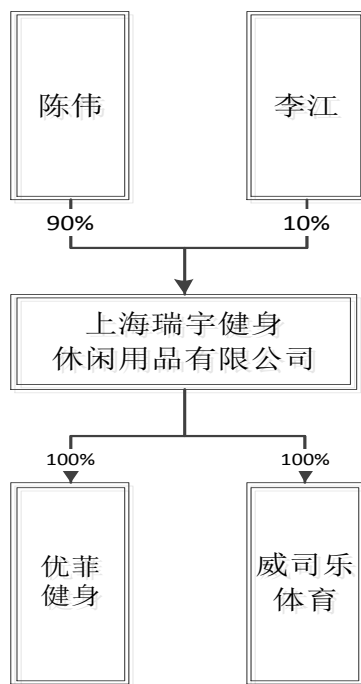 陈伟
李江
90%
10%
上海瑞宇健身
休闲用品有限公司
100%
100%
优菲
健身
威司乐
体育